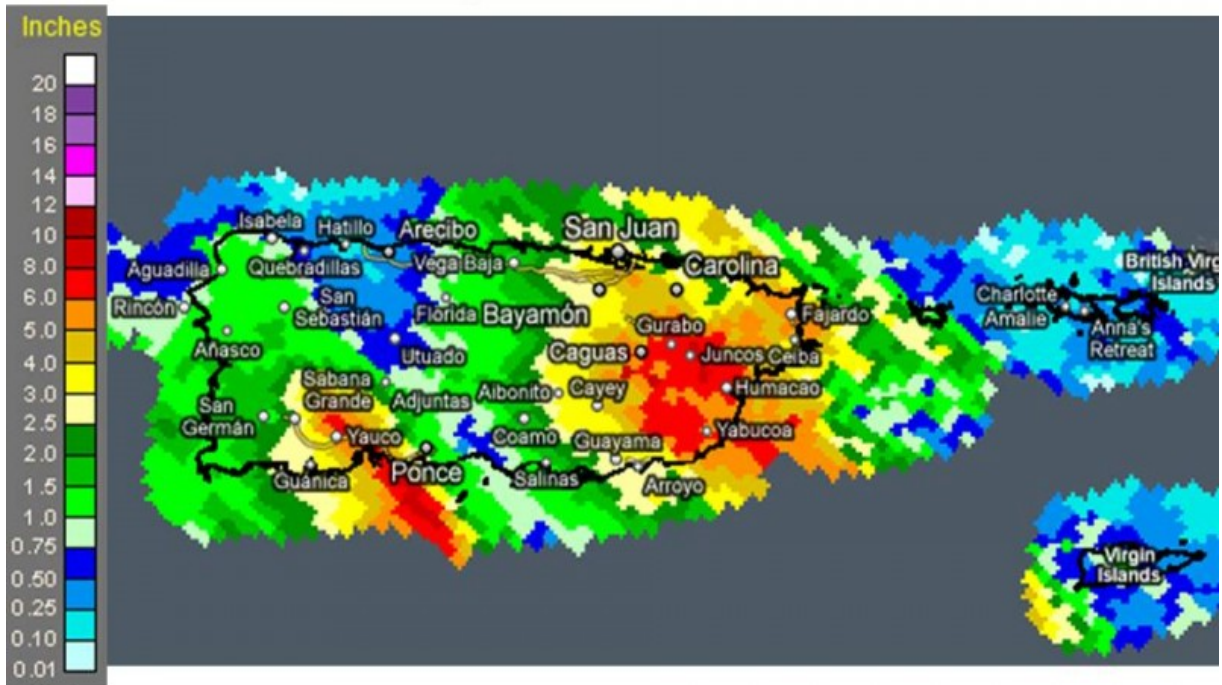 Inches
20
18
16
14
12
10
8.0
6.0
5.0
4.0
3.0
2.5
2.0
1.5
1.0
0.75
0.50
0.25
0.10
0.01
Isabela
Hatillo
Arecibo
San Juan
Aguadilla
Quebradillas
Vega Baja
Carolina
British Virg
Islands
Rincón
San
Sebastián
Florida
Bayamón
Fajardo
Charlotte
Amalie
Anna's
Retreat
Añasco
Utuado
Gurabo
Caguas
Juncos
Ceiba
Sabana
Grande
Adjuntas
Aibonito
Cayey
Humacao
San
Germán
Yauco
Coamo
Guayama
Yabucoa
Guánica
Ponce
Salinas
Arroyo
Virgin
Islands